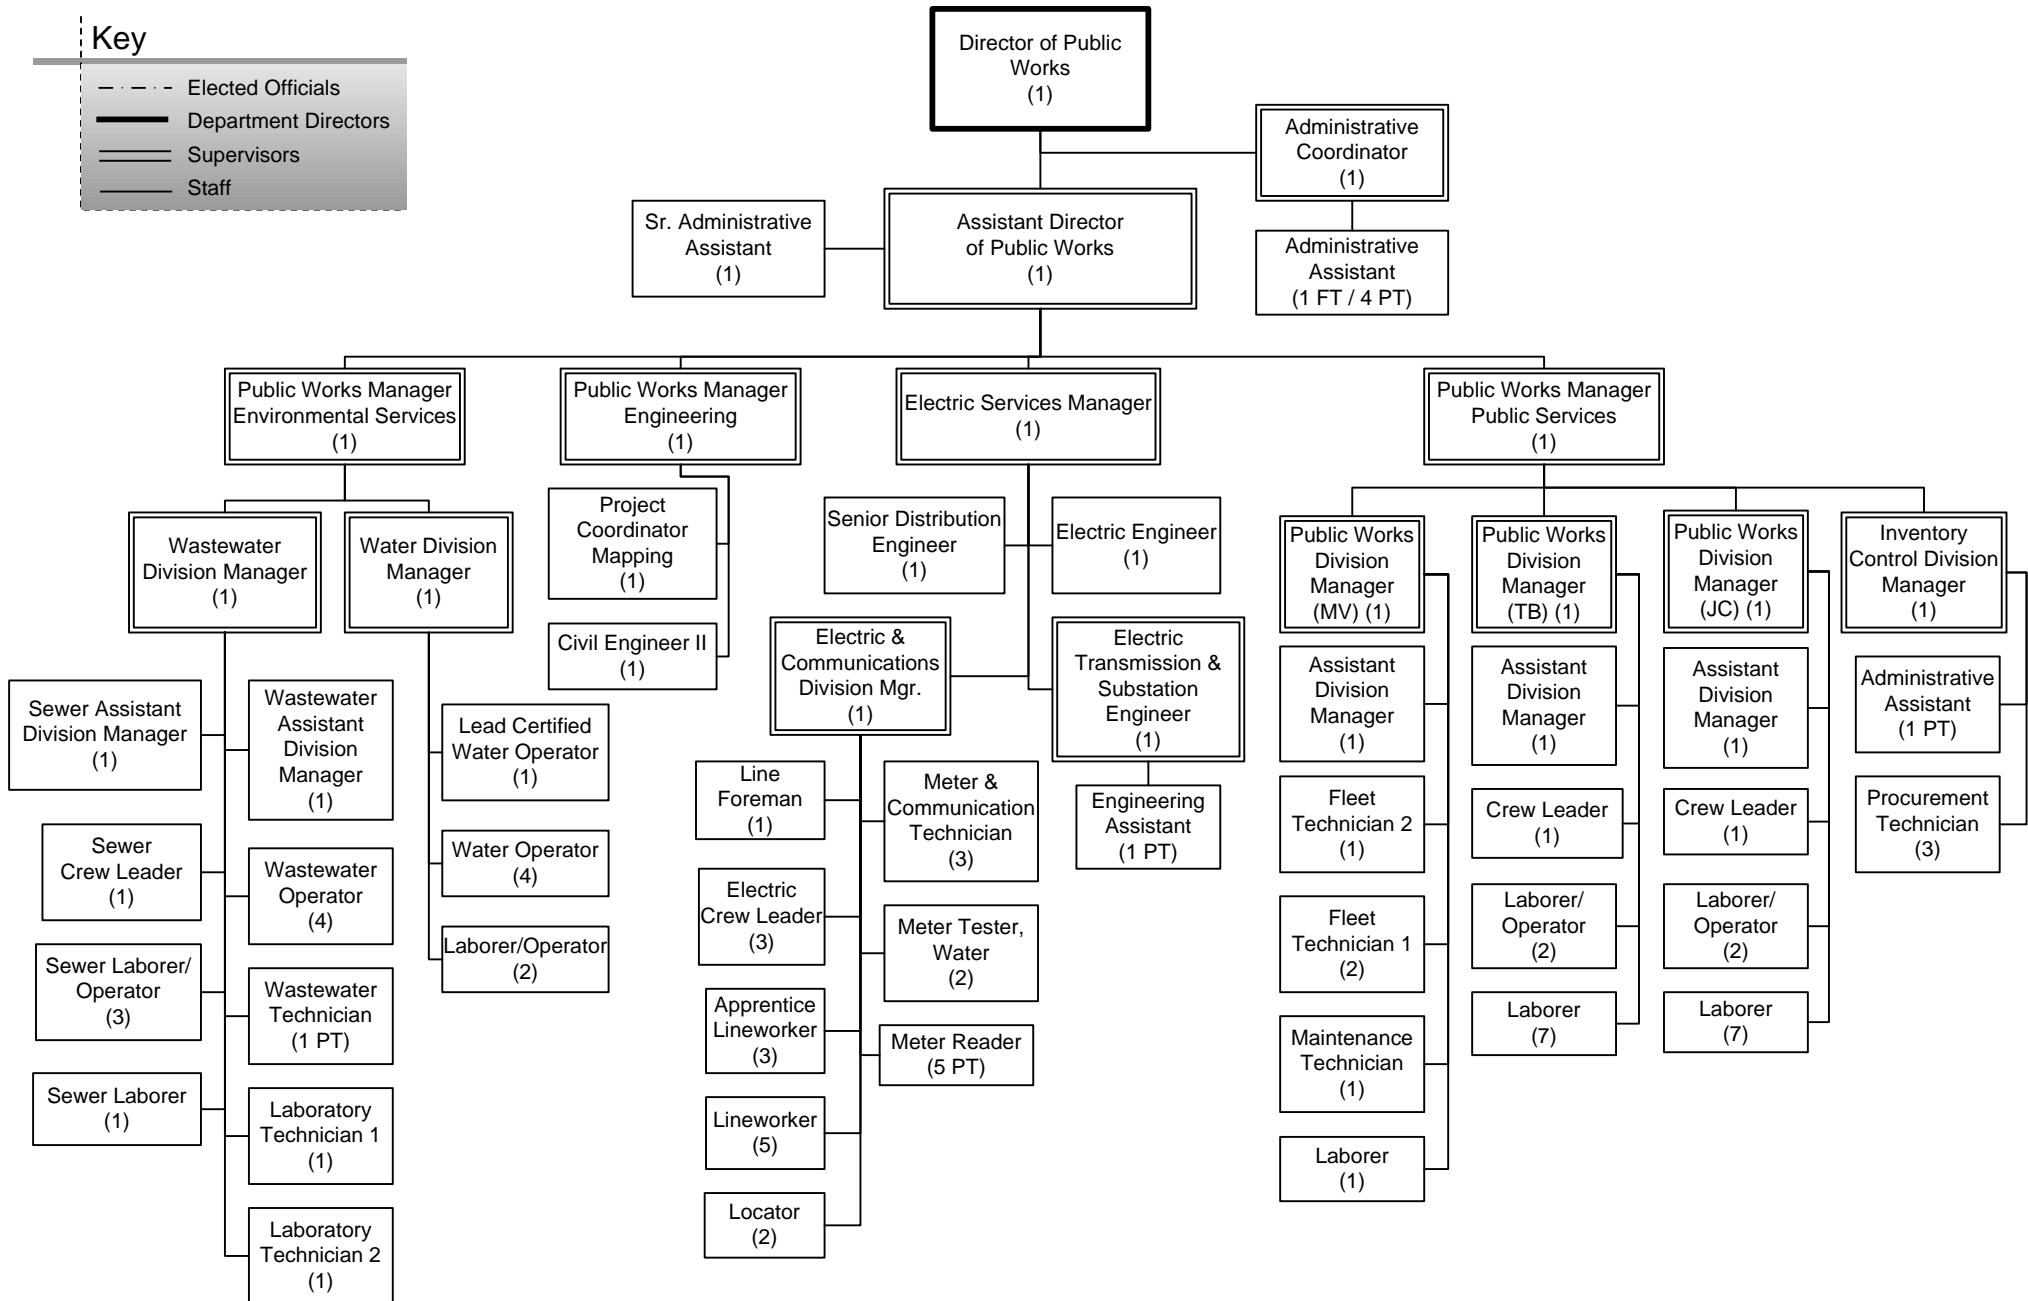 Key
Elected Officials
Department Directors
Supervisors
Staff
Director of Public
Works
(1)
Administrative
Coordinator
(1)
Sr. Administrative
Assistant
(1)
Assistant Director
of Public Works
(1)
Administrative
Assistant
(1 FT / 4 PT)
Public Works Manager
Environmental Services
(1)
Public Works Manager
Engineering
(1)
Electric Services Manager
(1)
Public Works Manager
Public Services
(1)
Wastewater
Division Manager
(1)
Water Division
Manager
(1)
Project
Coordinator
Mapping
(1)
Civil Engineer II
(1)
Senior Distribution
Engineer
(1)
Electric Engineer
(1)
Electric &
Communications
Division Mgr.
(1)
Electric
Transmission &
Substation
Engineer
(1)
Public Works
Division
Manager
(MV) (1)
Public Works
Division
Manager
(TB) (1)
Public Works
Division
Manager
(JC) (1)
Inventory
Control Division
Manager
(1)
Sewer Assistant
Division Manager
(1)
Wastewater
Assistant
Division
Manager
(1)
Lead Certified
Water Operator
(1)
Sewer
Crew Leader
(1)
Wastewater
Operator
(4)
Water Operator
(4)
Sewer Laborer/
Operator
(3)
Wastewater
Technician
(1 PT)
Laborer/Operator
(2)
Sewer Laborer
(1)
Laboratory
Technician 1
(1)
Laboratory
Technician 2
(1)
Line
Foreman
(1)
Meter &
Communication
Technician
(3)
Engineering
Assistant
(1 PT)
Electric
Crew Leader
(3)
Meter Tester,
Water
(2)
Apprentice
Lineworker
(3)
Meter Reader
(5 PT)
Lineworker
(5)
Locator
(2)
Assistant
Division
Manager
(1)
Assistant
Division
Manager
(1)
Assistant
Division
Manager
(1)
Administrative
Assistant
(1 PT)
Fleet
Technician 2
(1)
Crew Leader
(1)
Crew Leader
(1)
Procurement
Technician
(3)
Fleet
Technician 1
(2)
Laborer/
Operator
(2)
Laborer/
Operator
(2)
Maintenance
Technician
(1)
Laborer
(7)
Laborer
(7)
Laborer
(1)